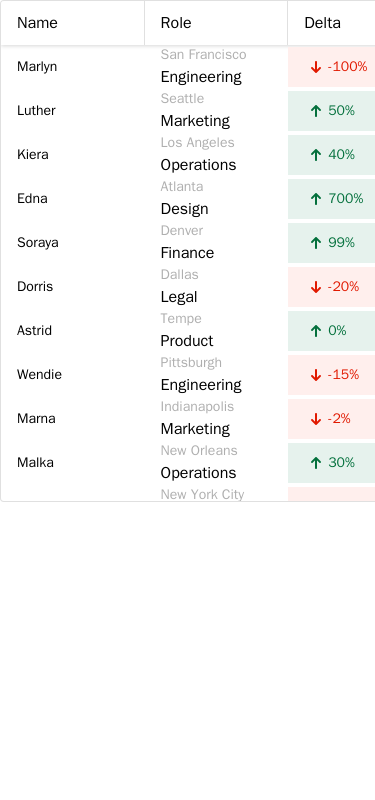 Name Role Delta
San Francisco
Marlyn Engineering -100%
Seattle
Luther Marketing 50%
Los Angeles
Kiera Operations 40%
Atlanta
Edna Design 700%
Denver
Soraya Finance 99%
Dallas
Dorris Legal -20%
Tempe
Astrid Product 0%
Pittsburgh
Wendie Engineering -15%
Indianapolis
Marna Marketing -2%
New Orleans
Malka Operations 30%
New York City